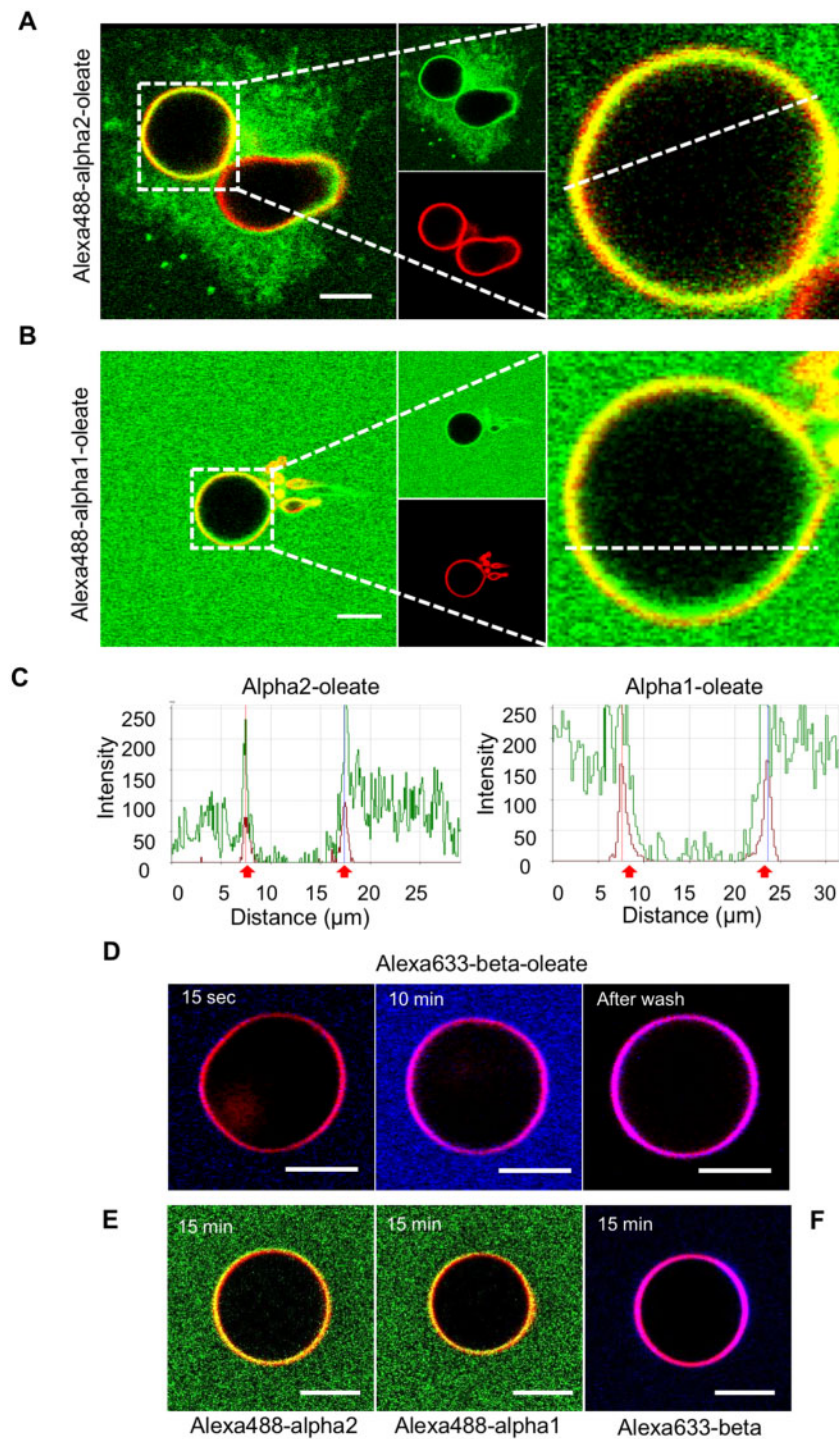 A
Alexa488-alpha2-oleate
B
Alexa488-alpha1-oleate
C
Alpha2-oleate
Alpha1-oleate
Intensity
250
200
150
100
50
0
0 5 10 15 20 25
Distance (µm)
Intensity
250
200
150
100
50
0
0 5 10 15 20 25 30
Distance (µm)
D
Alexa633-beta-oleate
15 sec
10 min
After wash
E
15 min
15 min
15 min
F
Alexa488-alpha2
Alexa488-alpha1
Alexa633-beta